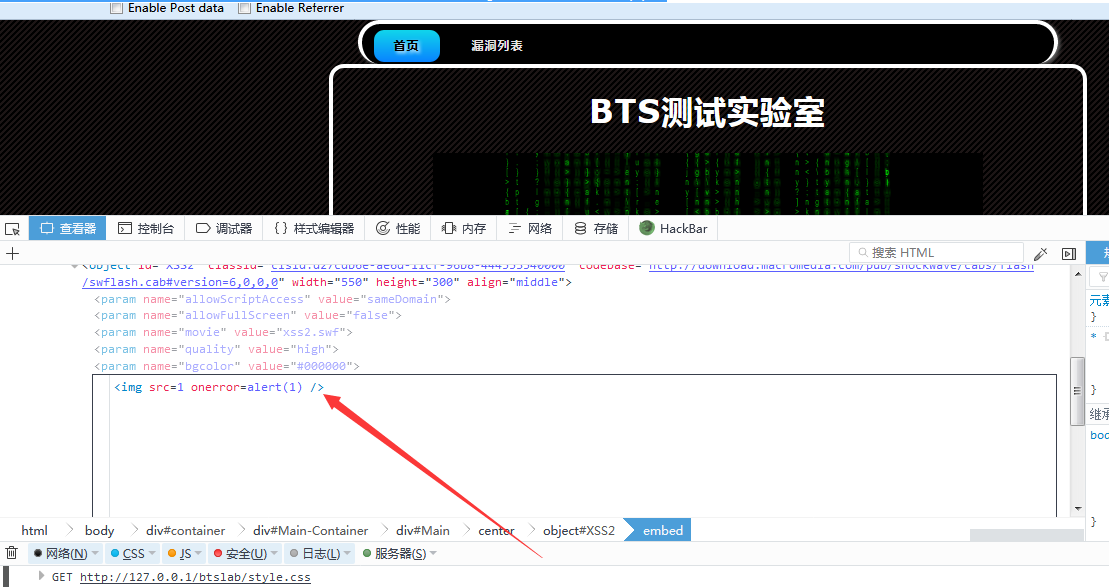 Enable Post data Enable Referrer
首页 漏洞列表
BTS测试实验室
查看器 控制台 调试器 {} 样式编辑器 性能 内存 网络 存储 HackBar
搜索 HTML
/swflash.cab#version=6,0,0,0" width="550" height="300" align="middle">
<param name="allowScriptAccess" value="sameDomain">
<param name="allowFullScreen" value="false">
<param name="movie" value="xss2.swf">
<param name="quality" value="high">
<param name="bgcolor" value="#000000">
<img src=1 onerror=alert(1) />
元素
}
*
}
继承
boo
}
html body div#container div#Main-Container div#Main center object#XSS2 embed
网络(N) CSS JS 安全(U) 日志(L) 服务器(S)
GET http://127.0.0.1/btslab/style.css